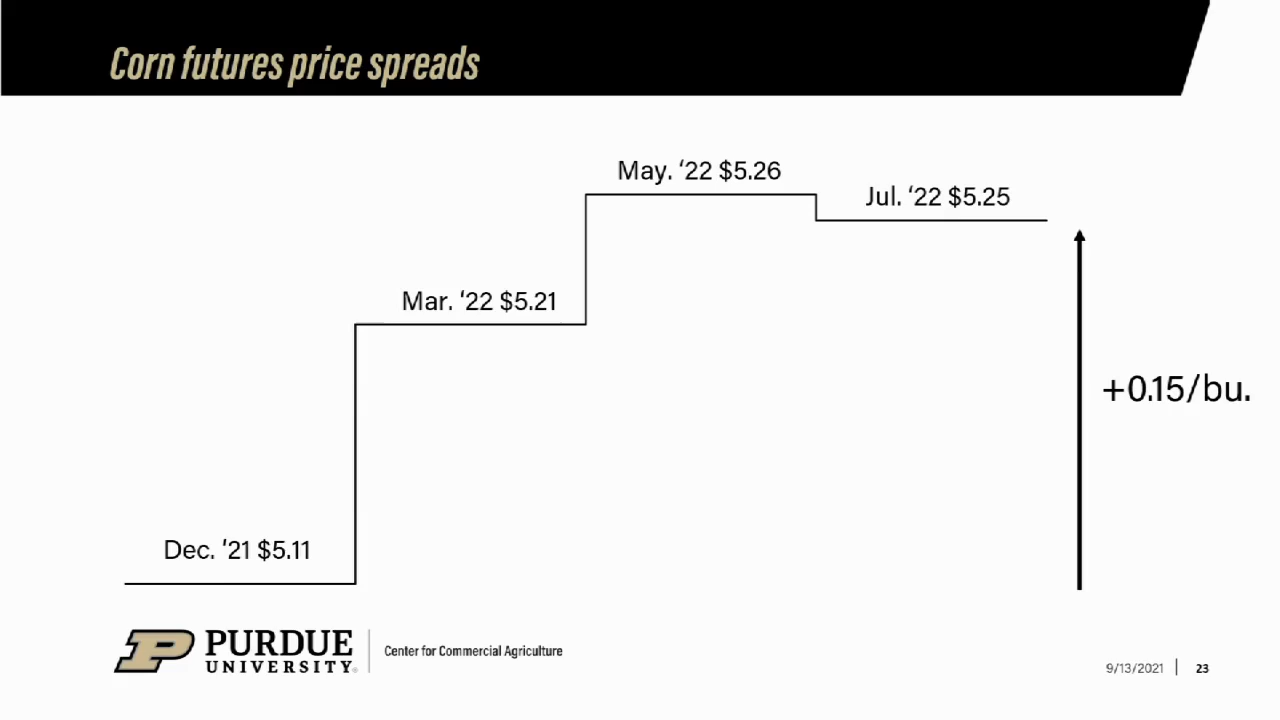 Corn futures price spreads
May. ‘22 $5.26
Jul. ‘22 $5.25
Mar. ‘22 $5.21
+0.15/bu.
Dec. ‘21 $5.11
P
PURDUE
UNIVERSITY®
Center for Commercial Agriculture
9/13/2021
23